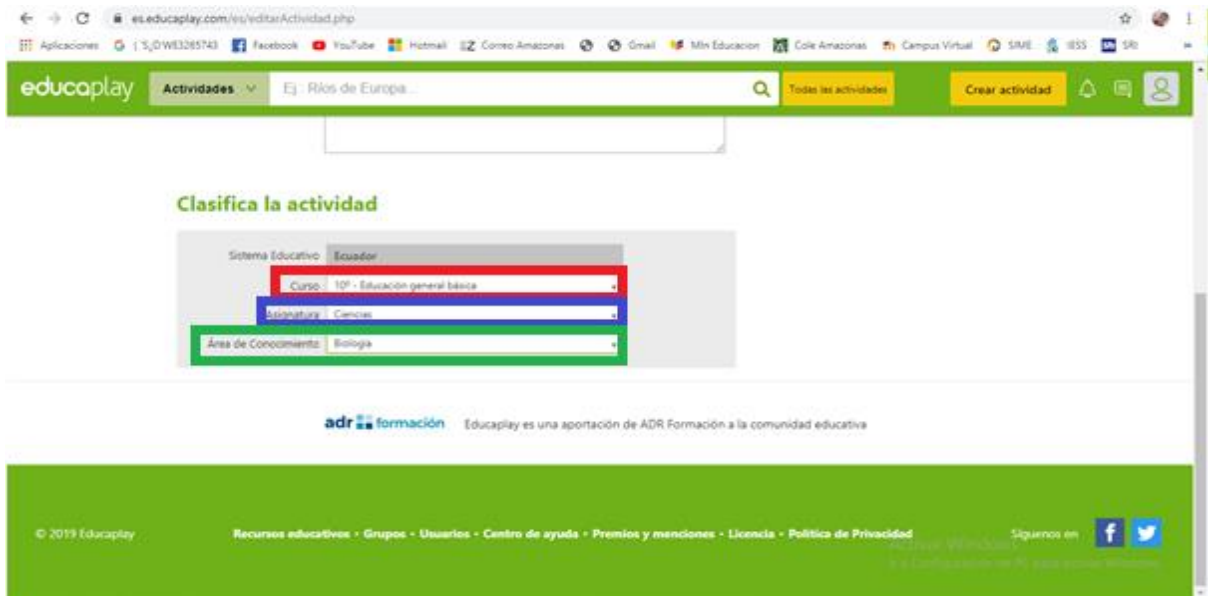 es.educaplay.com/es/editarActividad.php
Aplicaciones Facebook YouTube Hotmail Correo Amazonas Gmail Min Educacion Cole Amazonas Campus Virtual SIME IESS SRI
educaplay Actividades Ej: Ríos de Europa... Todas las actividades Crear actividad
Clasifica la actividad
Sistema Educativo Ecuador
Curso 10º - Educación general básica
Asignatura Ciencias
Área de Conocimiento Biología
adr formación Educaplay es una aportación de ADR Formación a la comunidad educativa
© 2019 Educaplay Recursos educativos · Grupos · Usuarios · Centro de ayuda · Premios y menciones · Licencia · Política de Privacidad Síguenos en
Activar Windows